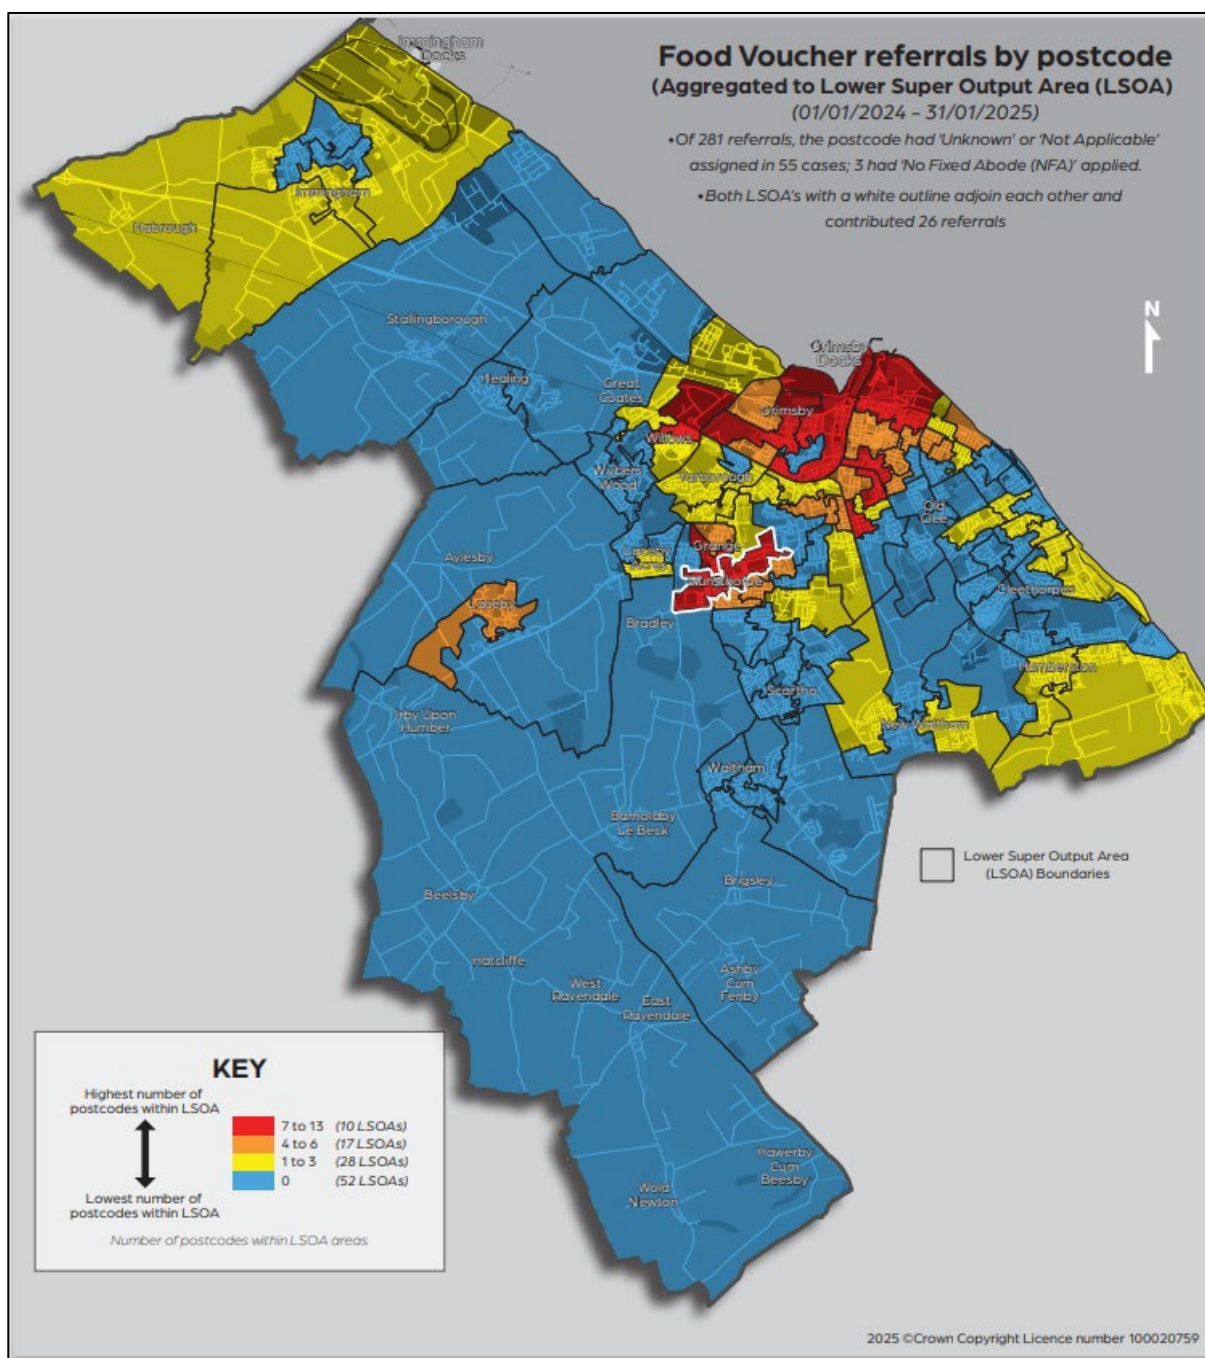 Immingham
Docks
Food Voucher referrals by postcode
(Aggregated to Lower Super Output Area (LSOA)
(01/01/2024 - 31/01/2025)
•Of 281 referrals, the postcode had 'Unknown' or 'Not Applicable'
assigned in 55 cases; 3 had 'No Fixed Abode (NFA)' applied.
•Both LSOA's with a white outline adjoin each other and
contributed 26 referrals
Immingham
Habrough
N
Stallingborough
Grimsby
Docks
Healing
Great
Coates
Grimsby
Willows
Wybers
Wood
Yarborough
Old
Clee
Grange
Laceby
Acres
Aylesby
Nunsthorpe
Cleethorpes
Laceby
Bradley
Humberston
Scartho
Irby Upon
Humber
New Waltham
Waltham
Barnoldby
Le Beck
Lower Super Output Area
(LSOA) Boundaries
Brigsley
Beelsby
Hatcliffe
Ashby
Cum
Fenby
West
Ravendale
East
Ravendale
KEY
Highest number of
postcodes within LSOA
7 to 13 (10 LSOAs)
4 to 6 (17 LSOAs)
1 to 3 (28 LSOAs)
0 (52 LSOAs)
Lowest number of
postcodes within LSOA
Number of postcodes within LSOA areas
Hawerby
Cum
Beesby
Wold
Newton
2025 ©Crown Copyright Licence number 100020759